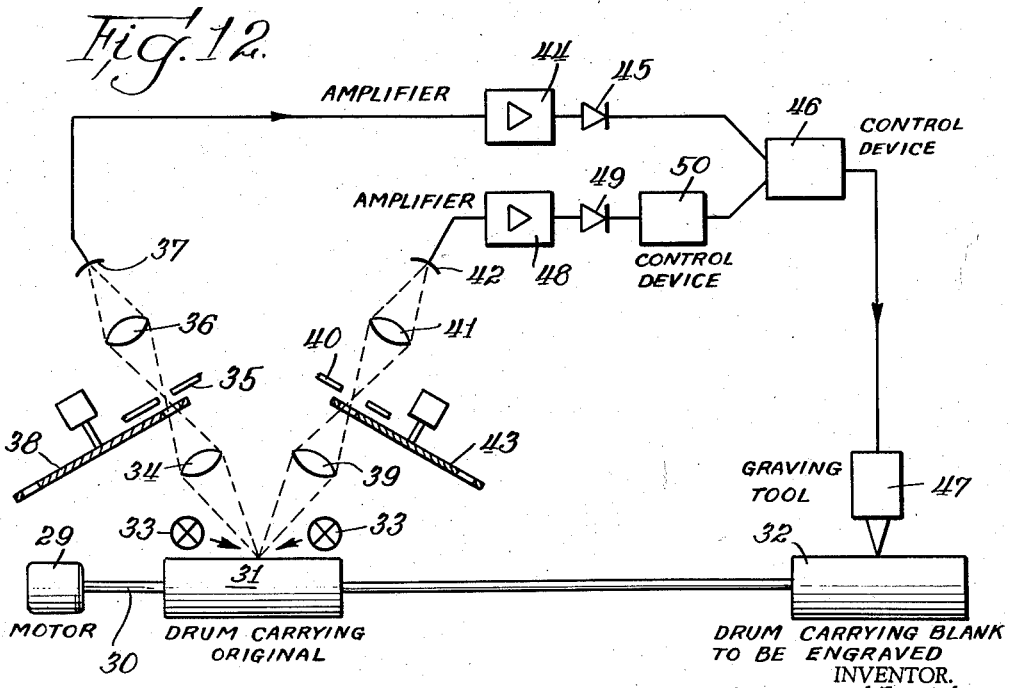 Fig. 12.
44
45
AMPLIFIER
46
CONTROL
DEVICE
50
49
AMPLIFIER
37
42
48
CONTROL
DEVICE
36
41
40
35
38
34
39
43
GRAVING
TOOL
47
33
33
29
31
32
MOTOR
30
DRUM CARRYING
ORIGINAL
DRUM CARRYING BLANK
TO BE ENGRAVED
INVENTOR.